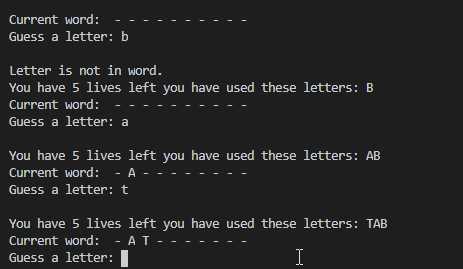 Current word:  - - - - - - - - - -
Guess a letter: b
Letter is not in word.
You have 5 lives left you have used these letters: B
Current word:  - - - - - - - - - -
Guess a letter: a
You have 5 lives left you have used these letters: AB
Current word:  - A - - - - - - - -
Guess a letter: t
You have 5 lives left you have used these letters: TAB
Current word:  - A T - - - - - - -
Guess a letter: